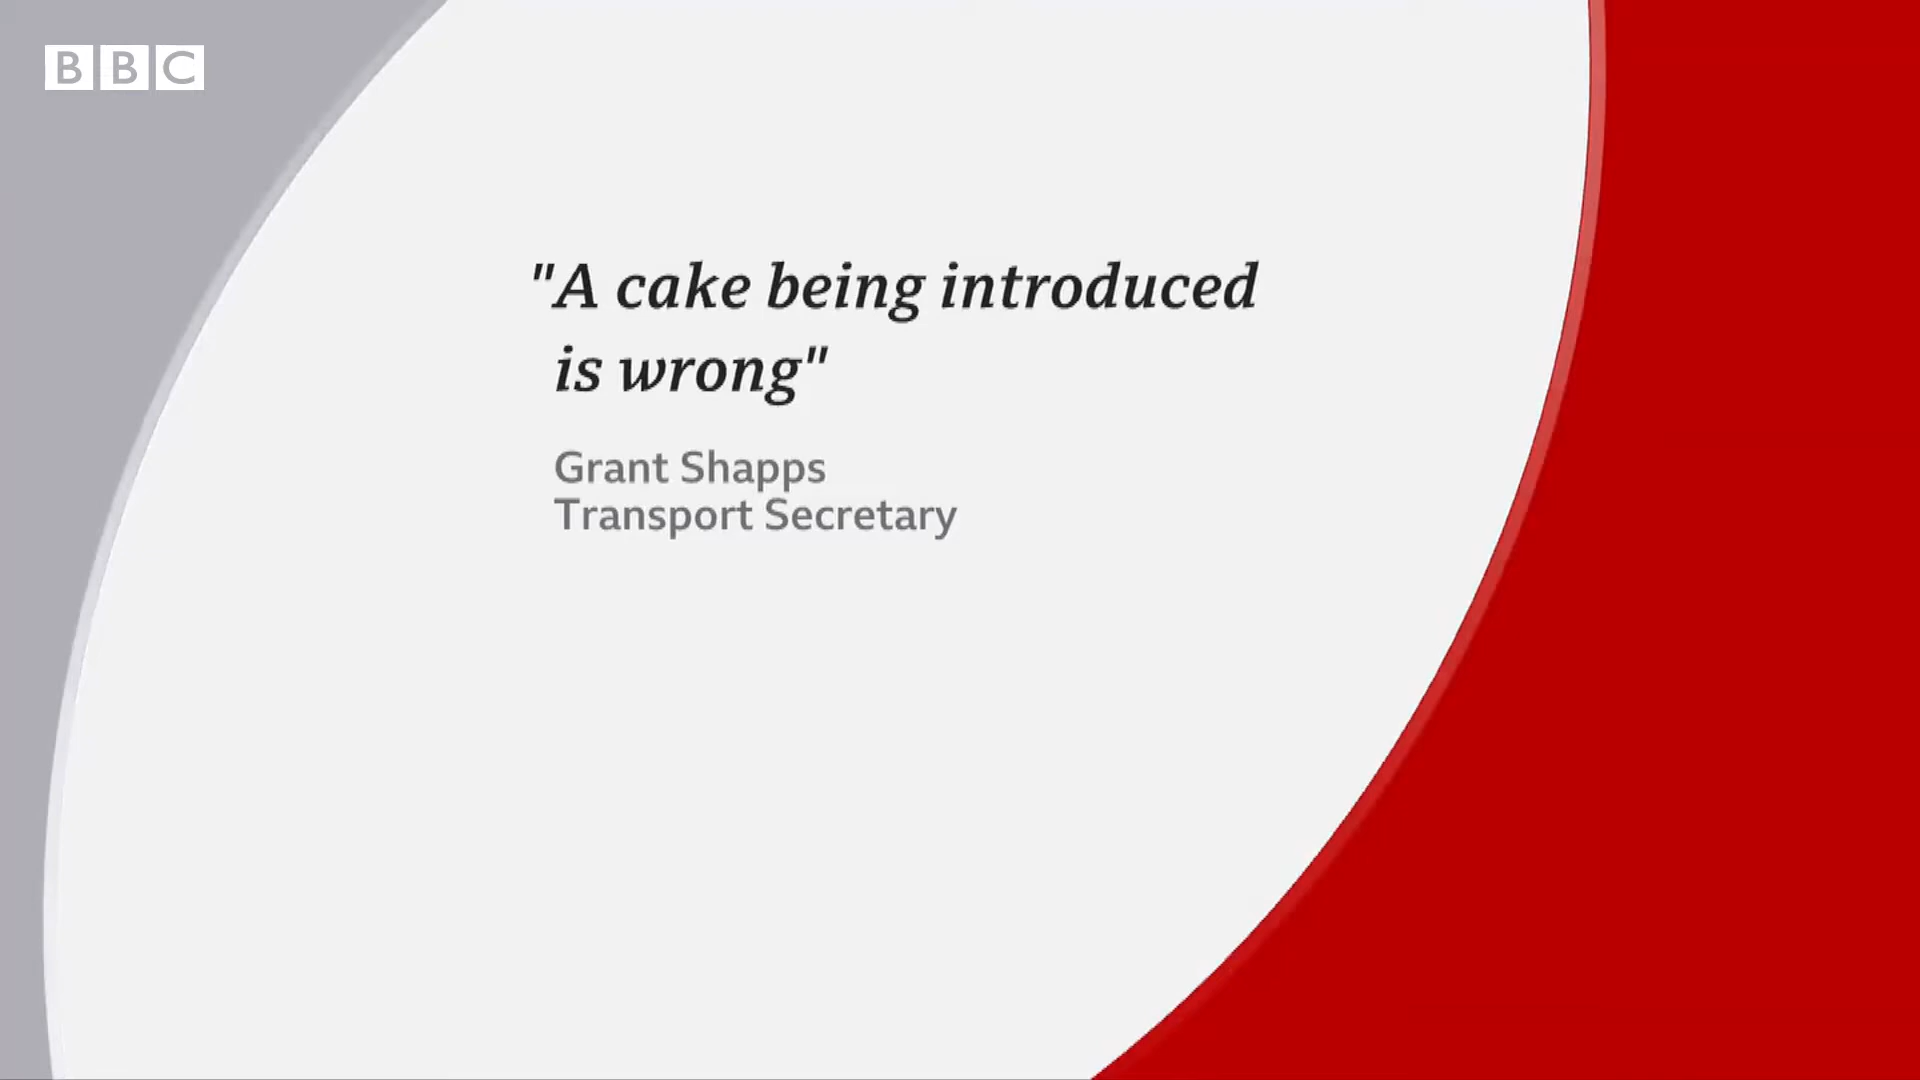 BBC
"A cake being introduced
is wrong"
Grant Shapps
Transport Secretary